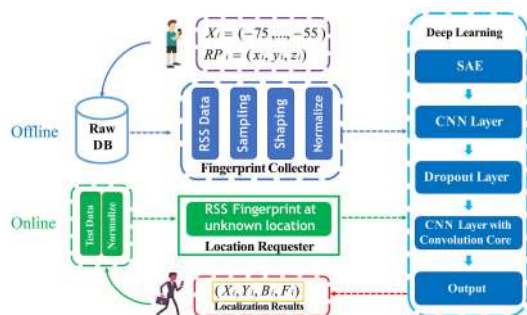 X_i = (−75 ,..., −55)
RP_i = (x_i, y_i, z_i)
Offline
Raw
DB
RSS Data
Sampling
Shaping
Normalize
Fingerprint Collector
Online
Test Data
Normalize
RSS Fingerprint at
unknown location
Location Requester
(X_i, Y_i, B_i, F_i)
Localization Results
Deep Learning
SAE
CNN Layer
Dropout Layer
CNN Layer with
Convolution Core
Output